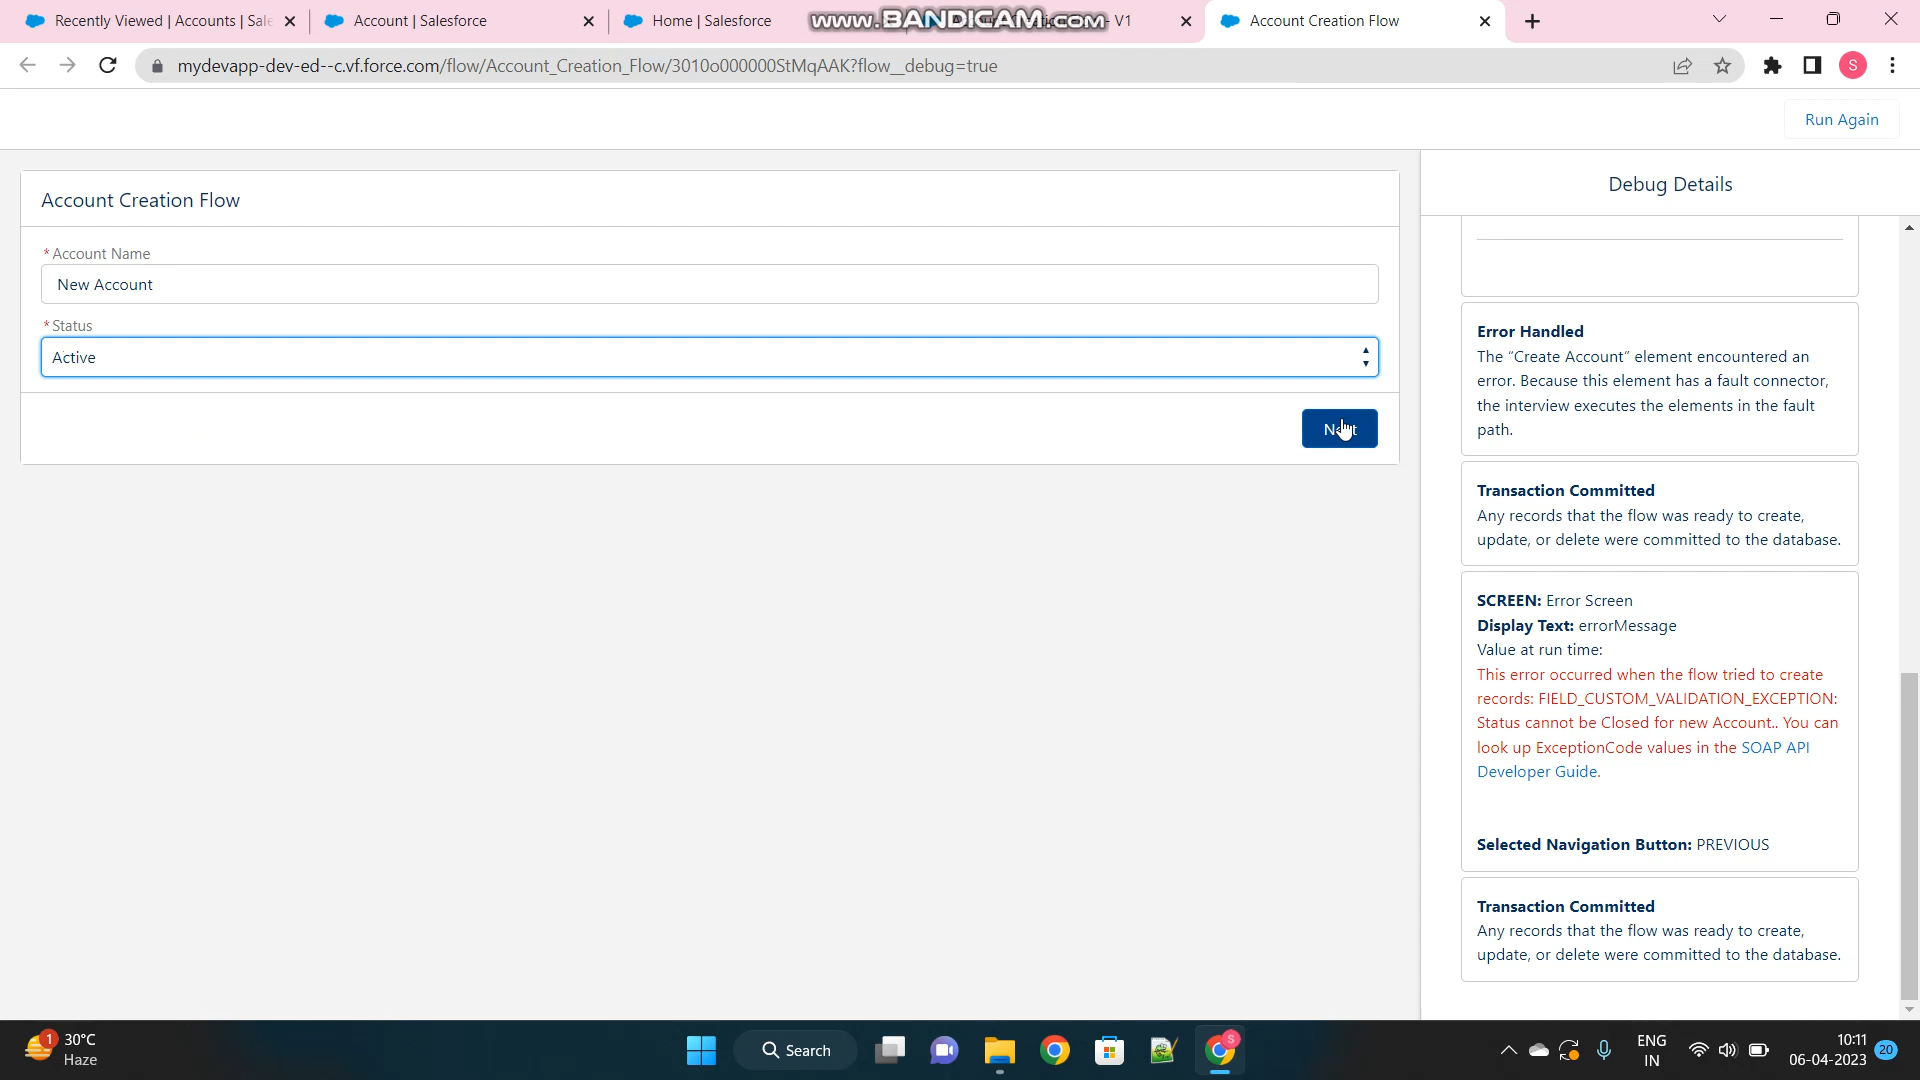 Recently Viewed | Accounts | Sale
Account | Salesforce
Home | Salesforce
www.BANDICAM.com
- V1
Account Creation Flow
mydevapp-dev-ed--c.vf.force.com/flow/Account_Creation_Flow/3010o000000StMqAAK?flow__debug=true
S
Run Again
Account Creation Flow
* Account Name
New Account
* Status
Active
Next
Debug Details
Error Handled
The "Create Account" element encountered an
error. Because this element has a fault connector,
the interview executes the elements in the fault
path.
Transaction Committed
Any records that the flow was ready to create,
update, or delete were committed to the database.
SCREEN: Error Screen
Display Text: errorMessage
Value at run time:
This error occurred when the flow tried to create
records: FIELD_CUSTOM_VALIDATION_EXCEPTION:
Status cannot be Closed for new Account.. You can
look up ExceptionCode values in the SOAP API
Developer Guide.
Selected Navigation Button: PREVIOUS
Transaction Committed
Any records that the flow was ready to create,
update, or delete were committed to the database.
1
30°C
Haze
Search
S
ENG
IN
10:11
06-04-2023
20